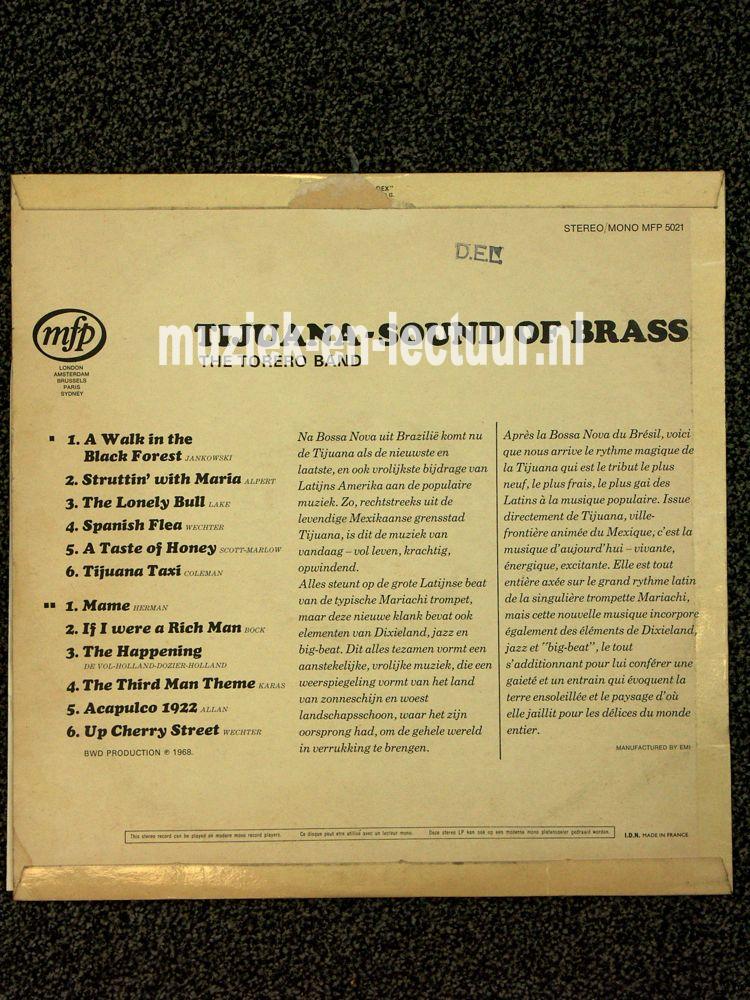 STEREO/MONO MFP 5021
D.E.
mfp
LONDON
AMSTERDAM
BRUSSELS
PARIS
SYDNEY
TIJUANA-SOUND OF BRASS
muziek-en-lectuur.nl
THE TORERO BAND
1. A Walk in the
Black Forest JANKOWSKI
2. Struttin' with Maria ALPERT
3. The Lonely Bull LAKE
4. Spanish Flea WECHTER
5. A Taste of Honey SCOTT-MARLOW
6. Tijuana Taxi COLEMAN
1. Mame HERMAN
2. If I were a Rich Man BOCK
3. The Happening
DE VOL-HOLLAND-DOZIER-HOLLAND
4. The Third Man Theme KARAS
5. Acapulco 1922 ALLAN
6. Up Cherry Street WECHTER
BWD PRODUCTION ℗ 1968.
Na Bossa Nova uit Brazilië komt nu
de Tijuana als de nieuwste en
laatste, en ook vrolijkste bijdrage van
Latijns Amerika aan de populaire
muziek. Zo, rechtstreeks uit de
levendige Mexikaanse grensstad
Tijuana, is dit de muziek van
vandaag – vol leven, krachtig,
opwindend.
Alles steunt op de grote Latijnse beat
van de typische Mariachi trompet,
maar deze nieuwe klank bevat ook
elementen van Dixieland, jazz en
big-beat. Dit alles tezamen vormt een
aanstekelijke, vrolijke muziek, die een
weerspiegeling vormt van het land
van zonneschijn en woest
landschapsschoon, waar het zijn
oorsprong had, om de gehele wereld
in verrukking te brengen.
Après la Bossa Nova du Brésil, voici
que nous arrive le rythme magique de
la Tijuana qui est le tribut le plus
neuf, le plus frais, le plus gai des
Latins à la musique populaire. Issue
directement de Tijuana, ville-
frontière animée du Mexique, c'est la
musique d'aujourd'hui – vivante,
énergique, excitante. Elle est tout
entière axée sur le grand rythme latin
de la singulière trompette Mariachi,
mais cette nouvelle musique incorpore
également des éléments de Dixieland,
jazz et "big-beat", le tout
s'additionnant pour lui conférer une
gaieté et un entrain qui évoquent la
terre ensoleillée et le paysage d'où
elle jaillit pour les délices du monde
entier.
MANUFACTURED BY EMI
This stereo record can be played on modern mono record players. Ce disque peut être utilisé avec un lecteur mono. Deze stereo LP kan ook op een moderne mono platenspeler gedraaid worden.
I.D.N. MADE IN FRANCE